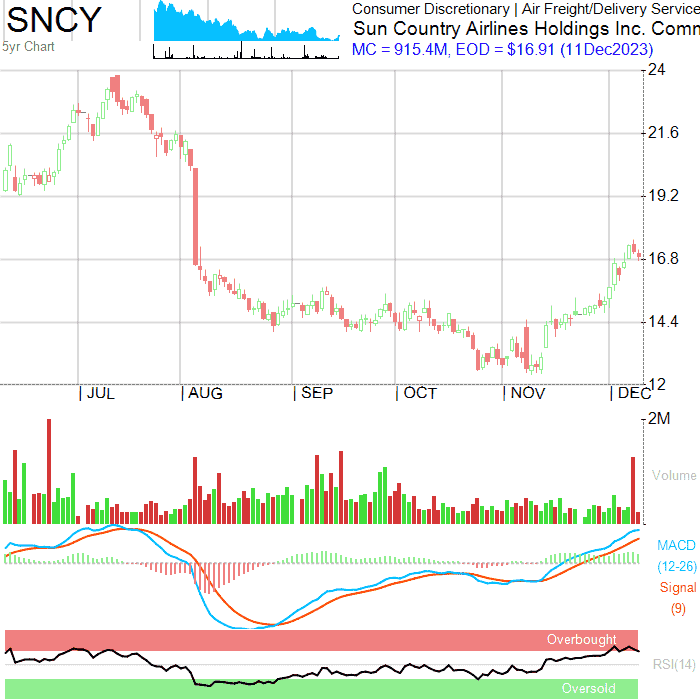 SNCY
5yr Chart
Consumer Discretionary | Air Freight/Delivery Service
Sun Country Airlines Holdings Inc. Comm
MC = 915.4M, EOD = $16.91 (11Dec2023)
24
21.6
19.2
16.8
14.4
12
JUL AUG SEP OCT NOV DEC
2M
Volume
MACD
(12-26)
Signal
(9)
Overbought
RSI(14)
Oversold